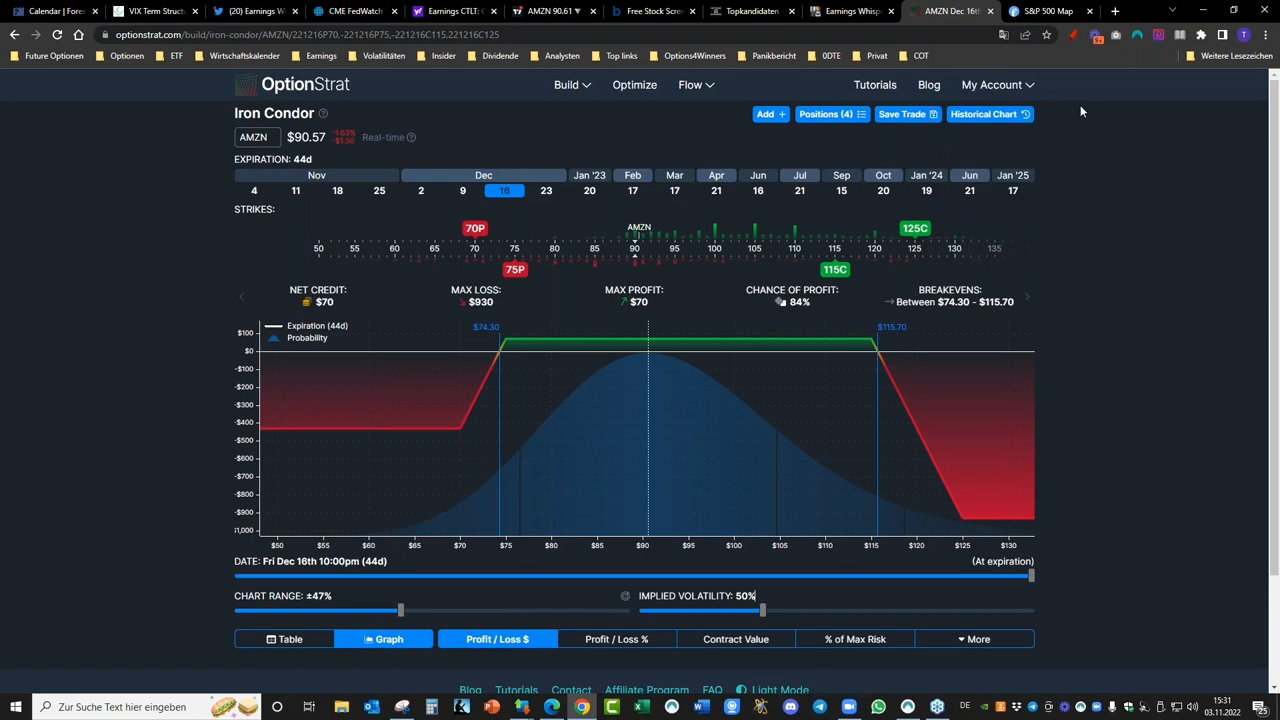 Calendar | Forex
VIX Term Struct
(20) Earnings W
CME FedWatch
Earnings CTLT: C
AMZN 90.61 ▼
Free Stock Scree
Topkandidaten
Earnings Whispe
AMZN Dec 16th
S&P 500 Map
optionstrat.com/build/iron-condor/AMZN/221216P75,-221216P70,-221216C115,221216C125
Future Optionen
Optionen
ETF
Wirtschaftskalender
Earnings
Volatilitäten
Insider
Dividende
Analysten
Top links
Options4Winners
Panikbericht
0DTE
Privat
COT
Weitere Lesezeichen
OptionStrat
Build
Optimize
Flow
Tutorials
Blog
My Account
Iron Condor
Add +
Positions (4)
Save Trade
Historical Chart
AMZN
$90.57
-1.63%
-$1.50
Real-time
EXPIRATION: 44d
Nov Dec Jan '23 Feb Mar Apr Jun Jul Sep Oct Jan '24 Jun Jan '25
4 11 18 25 2 9 16 23 20 17 17 21 16 21 15 20 19 21 17
STRIKES:
70P
AMZN
125C
50 55 60 65 70 75 80 85 90 95 100 105 110 115 120 125 130 135
75P
115C
NET CREDIT:
$70
MAX LOSS:
$930
MAX PROFIT:
$70
CHANCE OF PROFIT:
84%
BREAKEVENS:
Between $74.30 - $115.70
Expiration (44d)
Probability
$74.30
$115.70
$100
$0
-$100
-$200
-$300
-$400
-$500
-$600
-$700
-$800
-$900
$50 $55 $60 $65 $70 $75 $80 $85 $90 $95 $100 $105 $110 $115 $120 $125 $130
DATE: Fri Dec 16th 10:00pm (44d)
(At expiration)
CHART RANGE: ±47%
IMPLIED VOLATILITY: 50%
Table
Graph
Profit / Loss $
Profit / Loss %
Contract Value
% of Max Risk
More
Blog
Tutorials
Contact
Affiliate Program
FAQ
Light Mode
Zur Suche Text hier eingeben
DE
15:31
03.11.2022